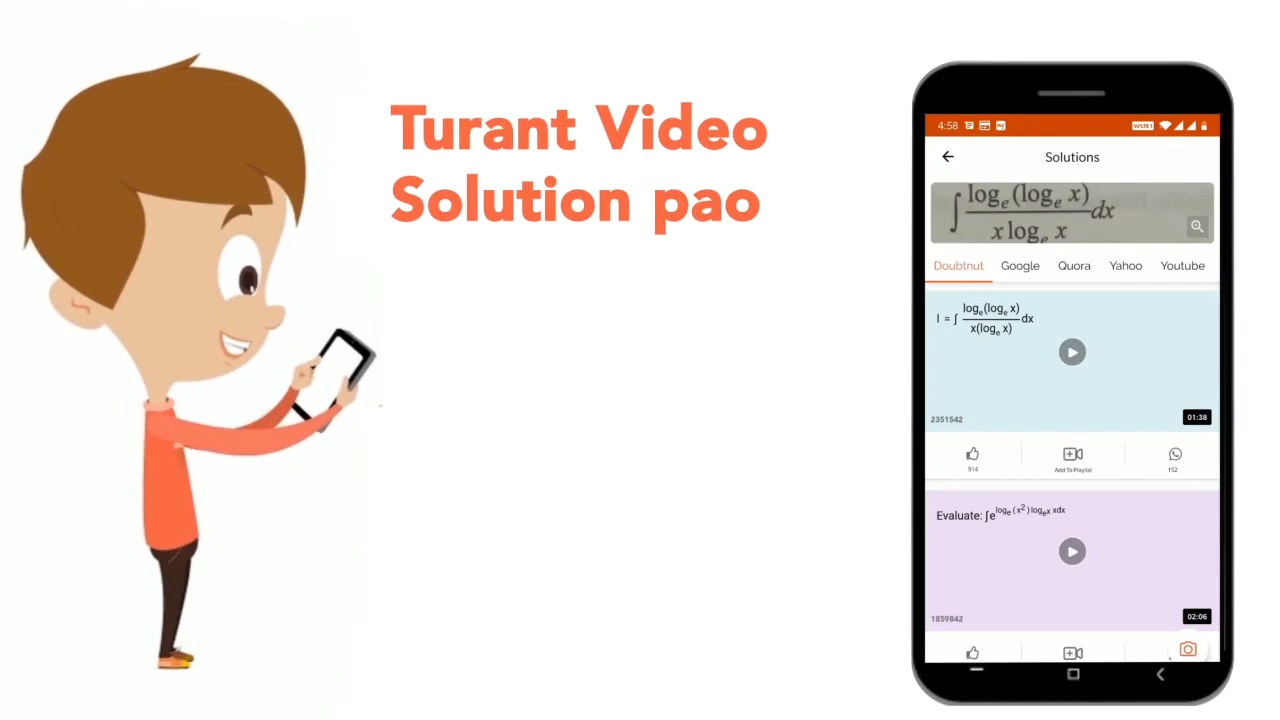 Turant Video
Solution pao
4:58
VoLTE1
Solutions
∫ logₑ(logₑ x) / x logₑ x dx
Doubtnut Google Quora Yahoo Youtube
I = ∫ logₑ(logₑ x) / x(logₑ x) dx
2351542 01:38
914 Add To Playlist 152
Evaluate: ∫e^logₑ(x²)logₑx xdx
1859842 02:06